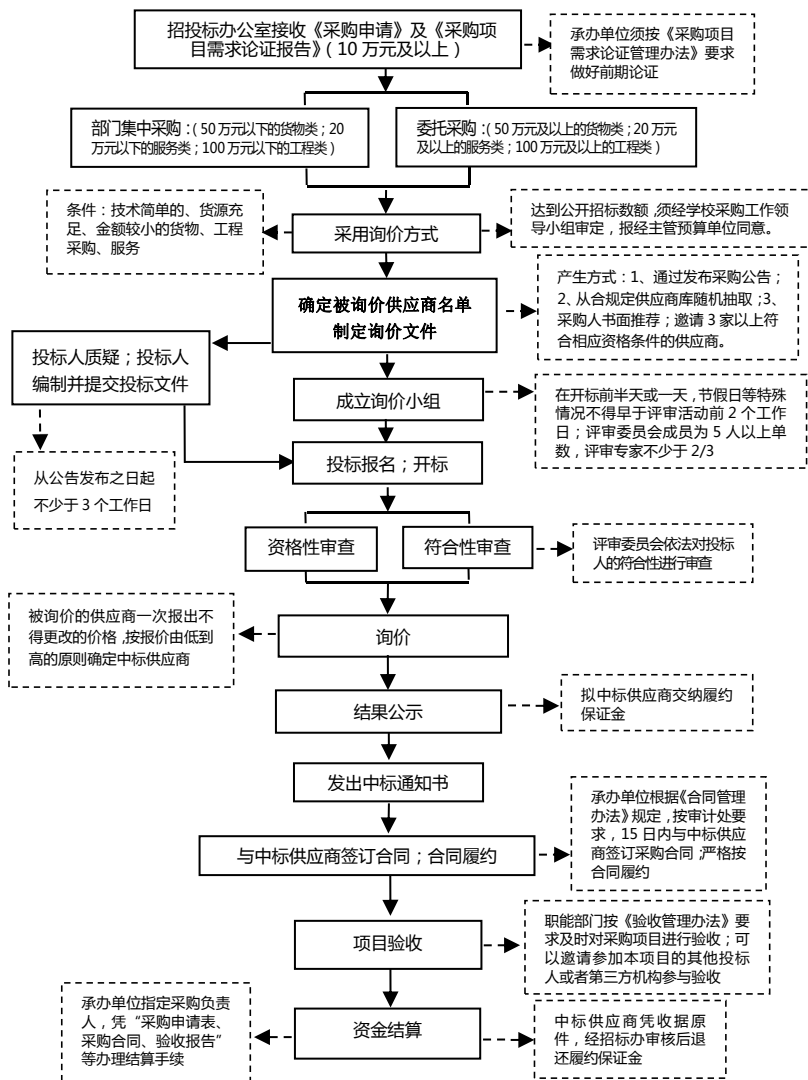 招投标办公室接收《采购申请》及《采购项
目需求论证报告》（10 万元及以上）
承办单位须按《采购项目
需求论证管理办法》要求
做好前期论证
部门集中采购：（50 万元以下的货物类；20
万元以下的服务类；100 万元以下的工程类）
委托采购：（50 万元及以上的货物类；20 万元
及以上的服务类；100 万元及以上的工程类）
条件：技术简单的、货源充
足、金额较小的货物、工程
采购、服务
采用询价方式
达到公开招标数额，须经学校采购工作领
导小组审定，报经主管预算单位同意。
确定被询价供应商名单
制定询价文件
产生方式：1、通过发布采购公告；
2、从合规定供应商库随机抽取；3、
采购人书面推荐；邀请 3 家以上符
合相应资格条件的供应商。
投标人质疑；投标人
编制并提交投标文件
成立询价小组
在开标前半天或一天，节假日等特殊
情况不得早于评审活动前 2 个工作
日；评审委员会成员为 5 人以上单
数，评审专家不少于 2/3
从公告发布之日起
不少于 3 个工作日
投标报名；开标
资格性审查
符合性审查
评审委员会依法对投标
人的符合性进行审查
被询价的供应商一次报出不
得更改的价格，按报价由低到
高的原则确定中标供应商
询价
结果公示
拟中标供应商交纳履约
保证金
发出中标通知书
与中标供应商签订合同；合同履约
承办单位根据《合同管理
办法》规定，按审计处要
求，15 日内与中标供应
商签订采购合同；严格按
合同履约
项目验收
职能部门按《验收管理办法》要
求及时对采购项目进行验收；可
以邀请参加本项目的其他投标人
或者第三方机构参与验收
承办单位指定采购负责
人，凭“采购申请表、
采购合同、验收报告”
等办理结算手续
资金结算
中标供应商凭收据原
件，经招标办审核后退
还履约保证金